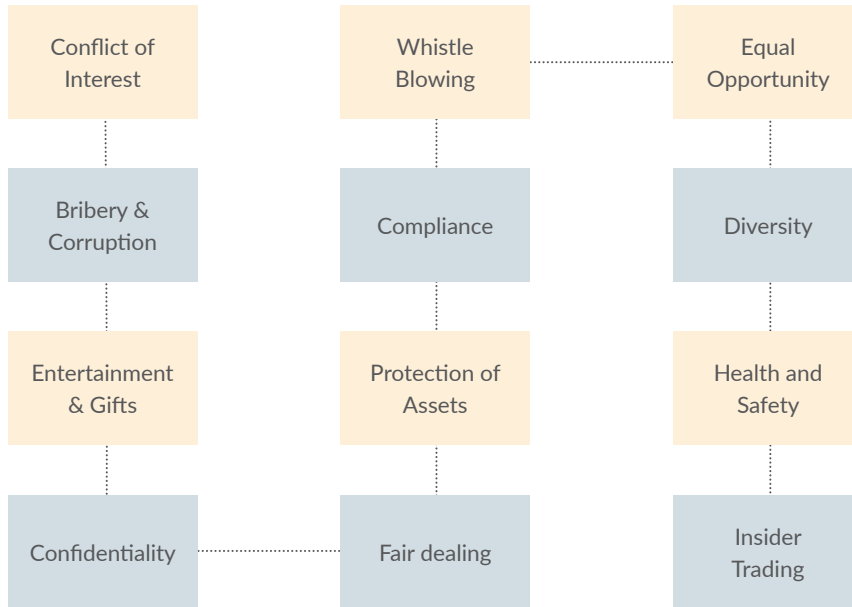 Conflict of
Interest
Bribery &
Corruption
Entertainment
& Gifts
Confidentiality
Whistle
Blowing
Compliance
Protection of
Assets
Fair dealing
Equal
Opportunity
Diversity
Health and
Safety
Insider
Trading